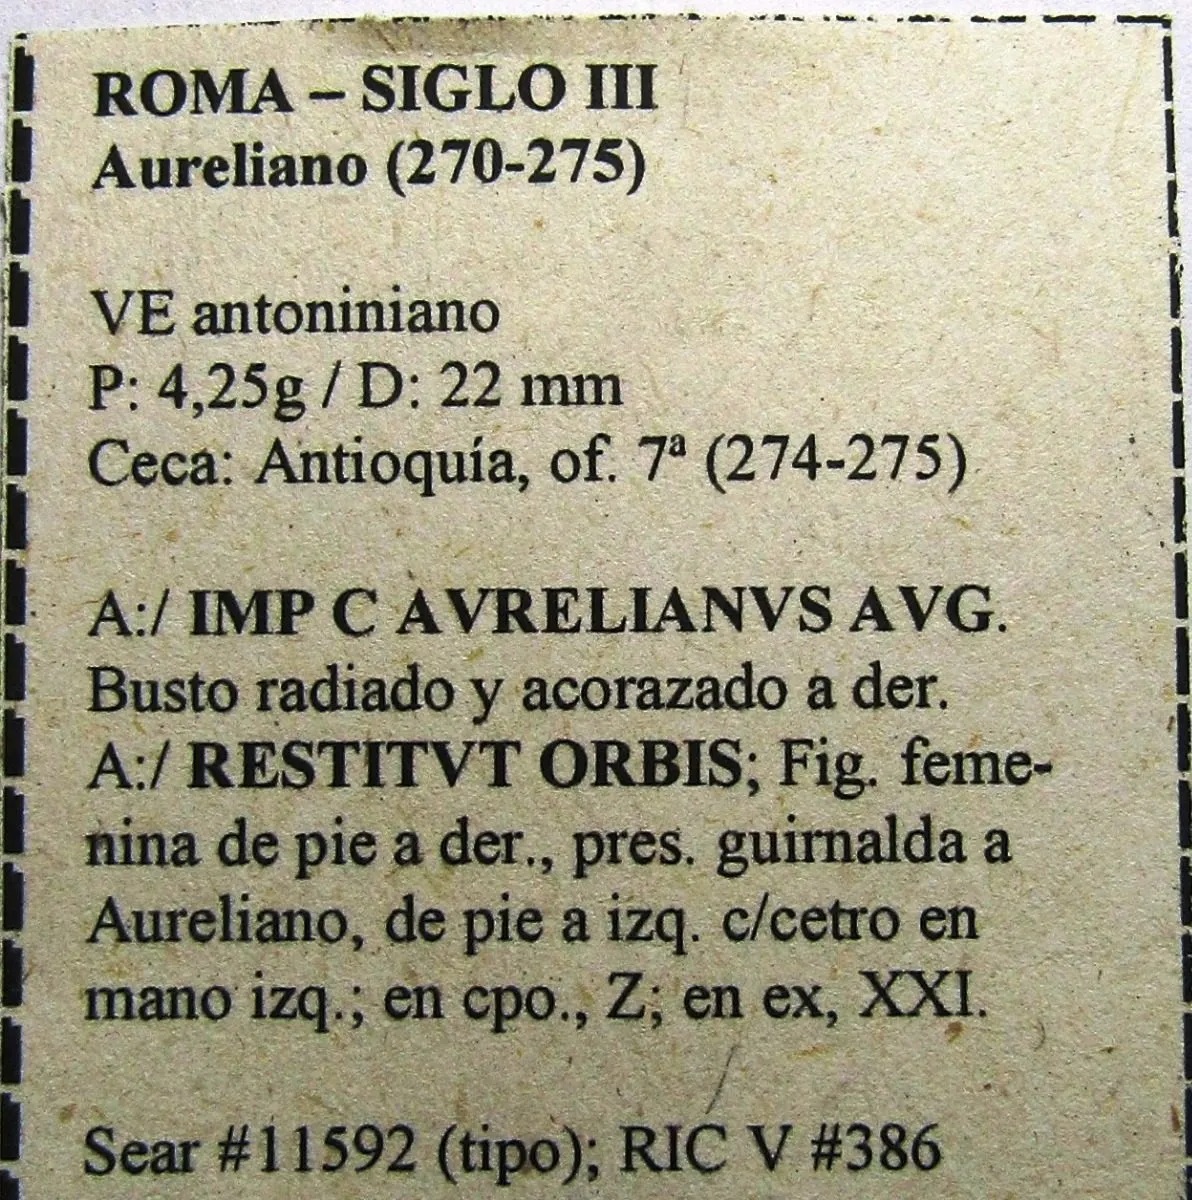 ROMA – SIGLO III
Aureliano (270-275)
VE antoniniano
P: 4,25g / D: 22 mm
Ceca: Antioquía, of. 7ª (274-275)
A:/ IMP C AVRELIANVS AVG.
Busto radiado y acorazado a der.
A:/ RESTITVT ORBIS; Fig. feme-
nina de pie a der., pres. guirnalda a
Aureliano, de pie a izq. c/cetro en
mano izq.; en cpo., Z; en ex, XXI.
Sear #11592 (tipo); RIC V #386